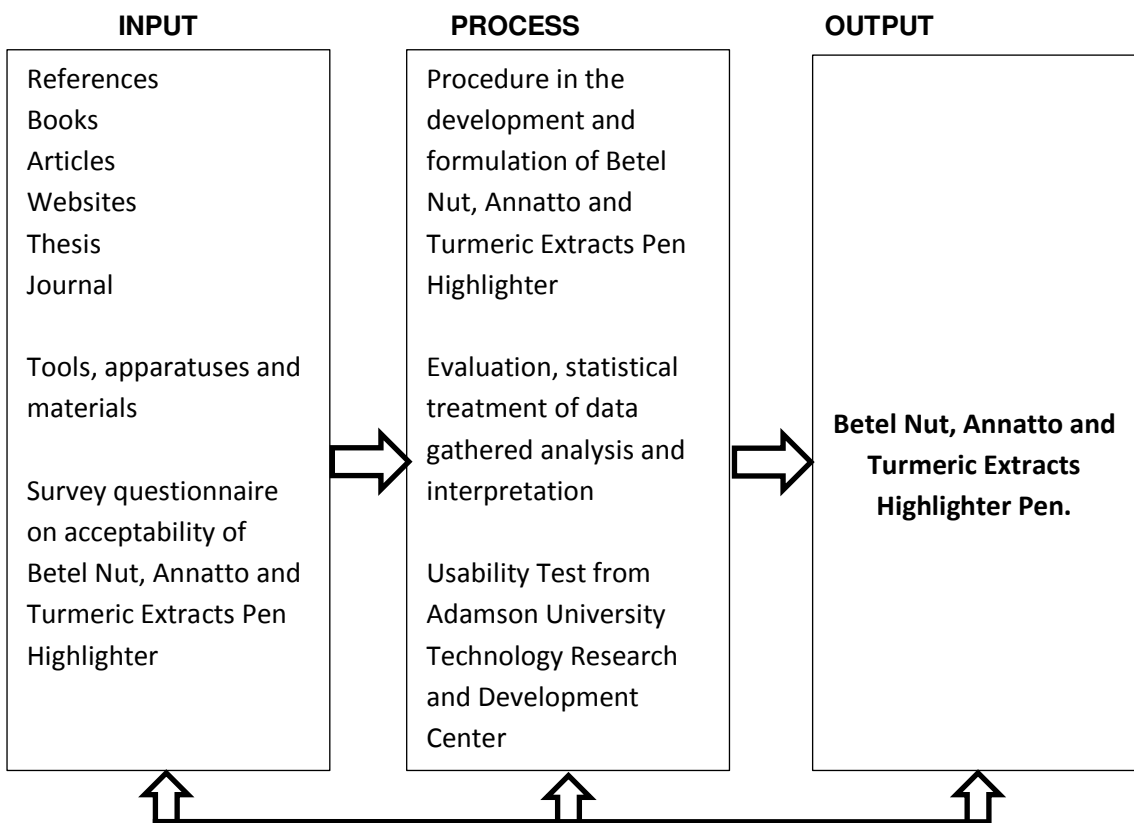 INPUT
PROCESS
OUTPUT
References
Books
Articles
Websites
Thesis
Journal
Tools, apparatuses and
materials
Survey questionnaire
on acceptability of
Betel Nut, Annatto and
Turmeric Extracts Pen
Highlighter
Procedure in the
development and
formulation of Betel
Nut, Annatto and
Turmeric Extracts Pen
Highlighter
Evaluation, statistical
treatment of data
gathered analysis and
interpretation
Usability Test from
Adamson University
Technology Research
and Development
Center
Betel Nut, Annatto and
Turmeric Extracts
Highlighter Pen.